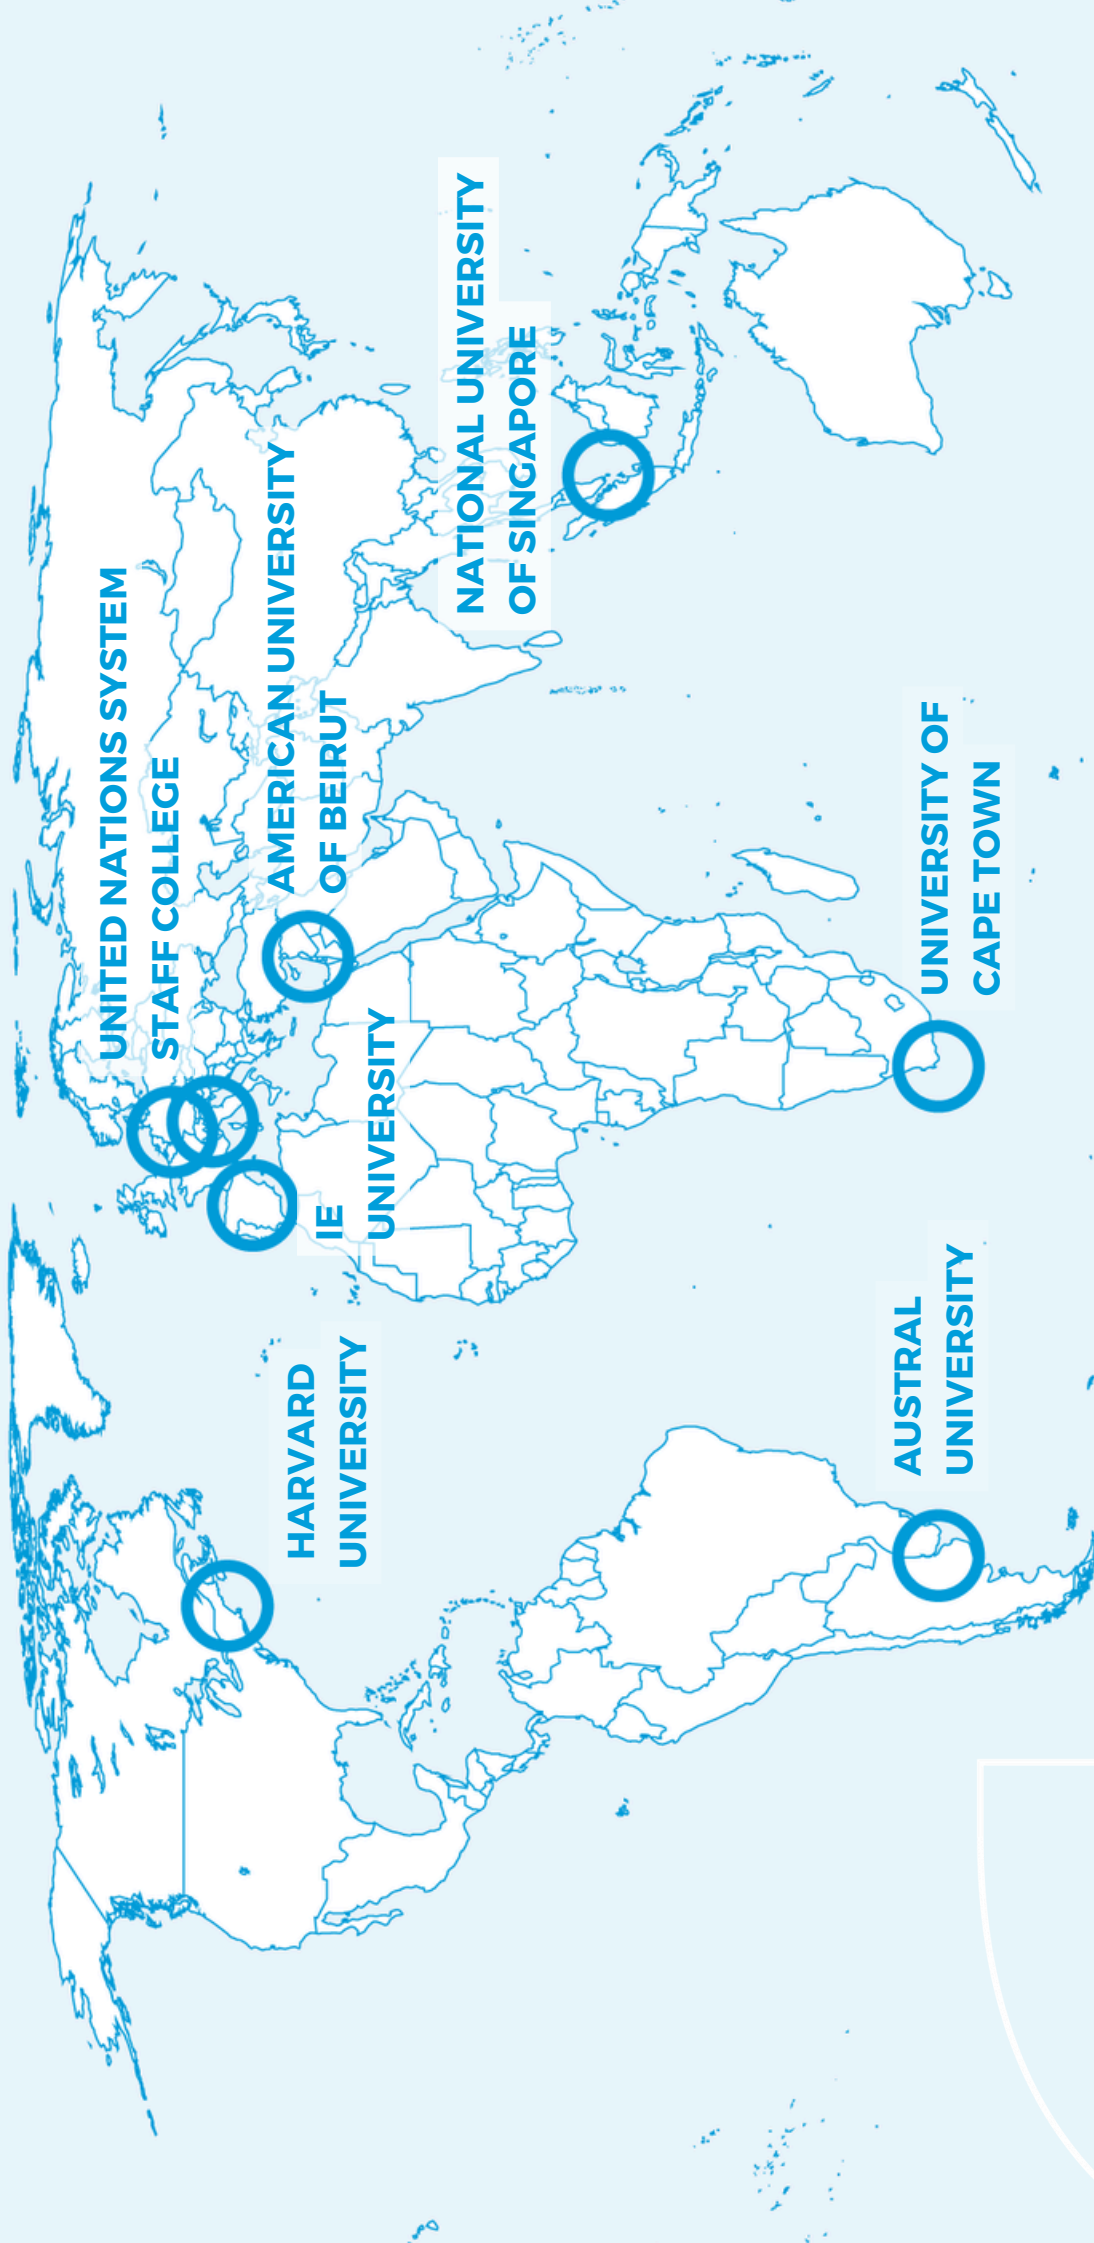 UNITED NATIONS SYSTEM
STAFF COLLEGE
AMERICAN UNIVERSITY
OF BEIRUT
NATIONAL UNIVERSITY
OF SINGAPORE
IE
UNIVERSITY
HARVARD
UNIVERSITY
UNIVERSITY OF
CAPE TOWN
AUSTRAL
UNIVERSITY